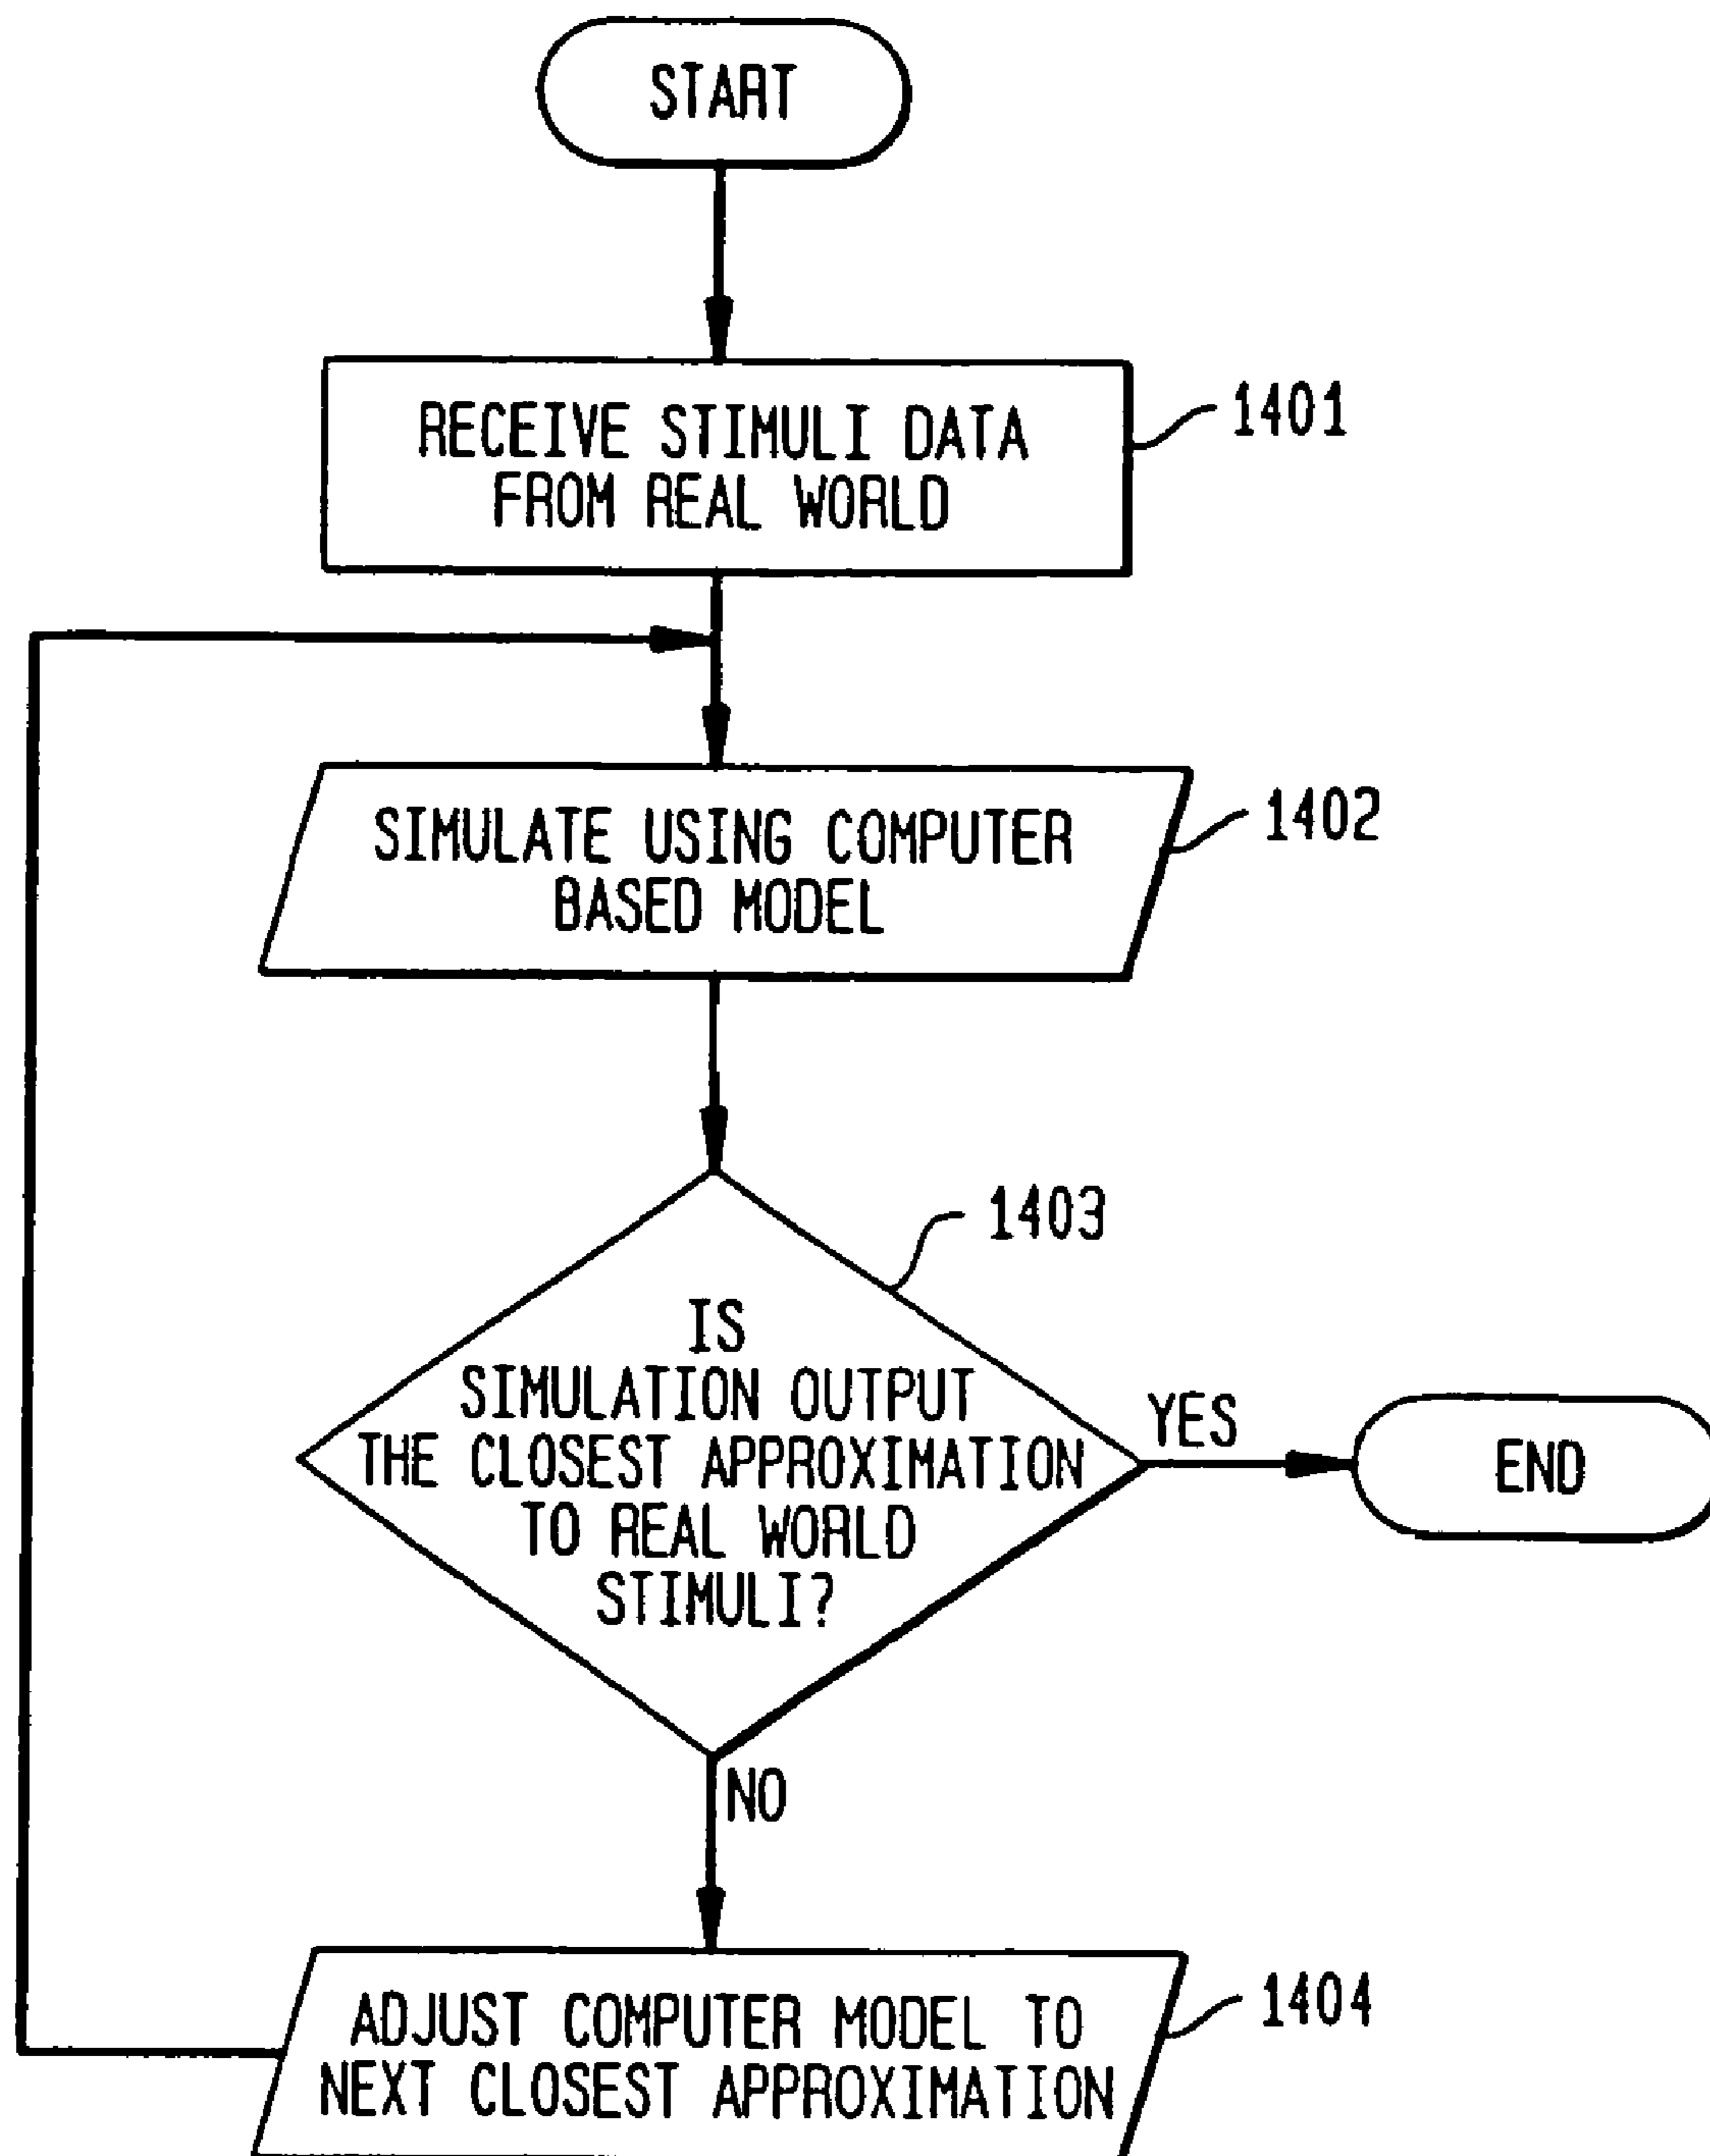 START
RECEIVE STIMULI DATA
FROM REAL WORLD
1401
SIMULATE USING COMPUTER
BASED MODEL
1402
1403
IS
SIMULATION OUTPUT
THE CLOSEST APPROXIMATION
TO REAL WORLD
STIMULI?
YES
END
NO
ADJUST COMPUTER MODEL TO
NEXT CLOSEST APPROXIMATION
1404